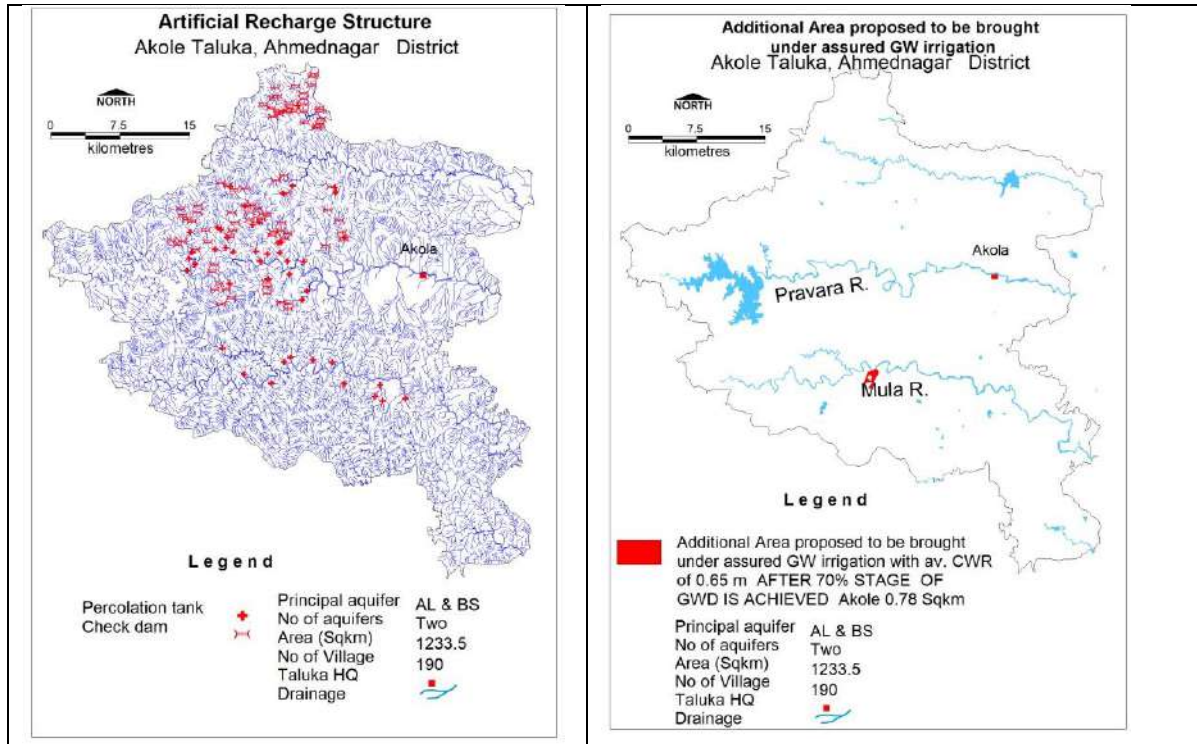 Artificial Recharge Structure
Akole Taluka, Ahmednagar District
NORTH
0 7.5 15
kilometres
Akola
Legend
Percolation tank
Check dam
Principal aquifer AL & BS
No of aquifers Two
Area (Sqkm) 1233.5
No of Village 190
Taluka HQ
Drainage
Additional Area proposed to be brought
under assured GW irrigation
Akole Taluka, Ahmednagar District
NORTH
0 7.5 15
kilometres
Akola
Pravara R.
Mula R.
Legend
Additional Area proposed to be brought
under assured GW irrigation with av. CWR
of 0.65 m AFTER 70% STAGE OF
GWD IS ACHIEVED Akole 0.78 Sqkm
Principal aquifer AL & BS
No of aquifers Two
Area (Sqkm) 1233.5
No of Village 190
Taluka HQ
Drainage